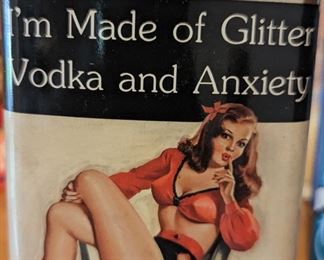 I'm Made of Glitter
Vodka and Anxiety